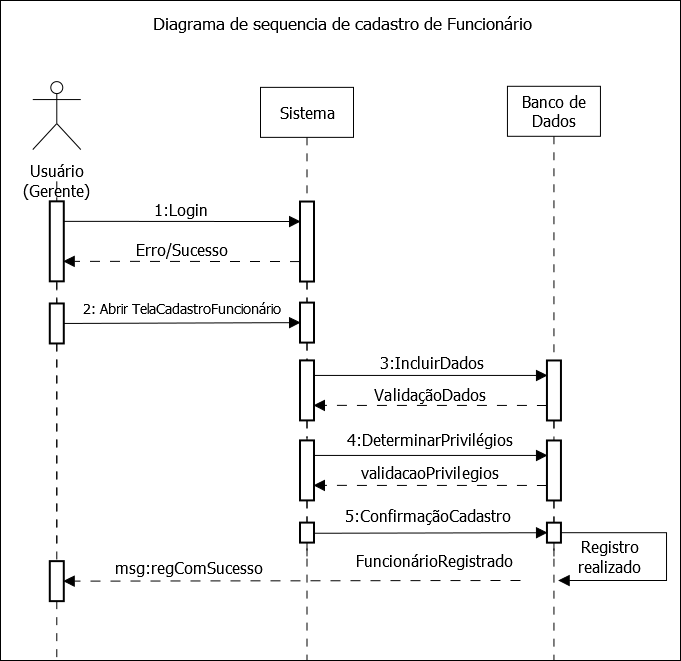 Diagrama de sequencia de cadastro de Funcionário
Sistema
Banco de
Dados
Usuário
(Gerente)
1:Login
Erro/Sucesso
2: Abrir TelaCadastroFuncionário
3:IncluirDados
ValidaçãoDados
4:DeterminarPrivilégios
validacaoPrivilegios
5:ConfirmaçãoCadastro
Registro
realizado
FuncionárioRegistrado
msg:regComSucesso